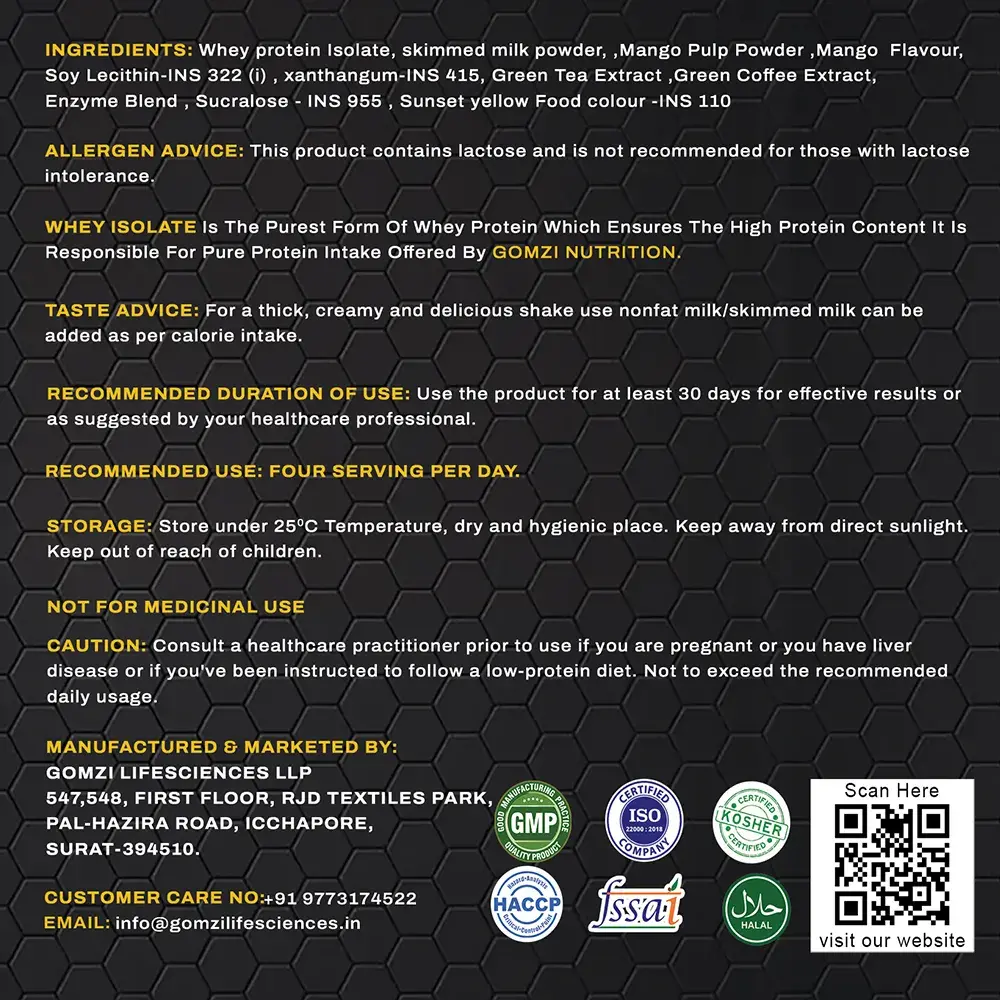 INGREDIENTS: Whey protein Isolate, skimmed milk powder, ,Mango Pulp Powder ,Mango Flavour,
Soy Lecithin-INS 322 (i) , xanthangum-INS 415, Green Tea Extract ,Green Coffee Extract,
Enzyme Blend , Sucralose - INS 955 , Sunset yellow Food colour -INS 110
ALLERGEN ADVICE: This product contains lactose and is not recommended for those with lactose
intolerance.
WHEY ISOLATE Is The Purest Form Of Whey Protein Which Ensures The High Protein Content It Is
Responsible For Pure Protein Intake Offered By GOMZI NUTRITION.
TASTE ADVICE: For a thick, creamy and delicious shake use nonfat milk/skimmed milk can be
added as per calorie intake.
RECOMMENDED DURATION OF USE: Use the product for at least 30 days for effective results or
as suggested by your healthcare professional.
RECOMMENDED USE: FOUR SERVING PER DAY.
STORAGE: Store under 25⁰C Temperature, dry and hygienic place. Keep away from direct sunlight.
Keep out of reach of children.
NOT FOR MEDICINAL USE
CAUTION: Consult a healthcare practitioner prior to use if you are pregnant or you have liver
disease or if you've been instructed to follow a low-protein diet. Not to exceed the recommended
daily usage.
MANUFACTURED & MARKETED BY:
GOMZI LIFESCIENCES LLP
547,548, FIRST FLOOR, RJD TEXTILES PARK,
PAL-HAZIRA ROAD, ICCHAPORE,
SURAT-394510.
CUSTOMER CARE NO:+91 9773174522
EMAIL: info@gomzilifesciences.in
GOOD MANUFACTURING PRACTICE
GMP
QUALITY PRODUCT
CERTIFIED
ISO
22000 : 2018
COMPANY
CERTIFIED
KOSHER
CERTIFIED
Hazard-Analysis
HACCP
Critical-Control-Point
fssai
حلال
HALAL
Scan Here
visit our website